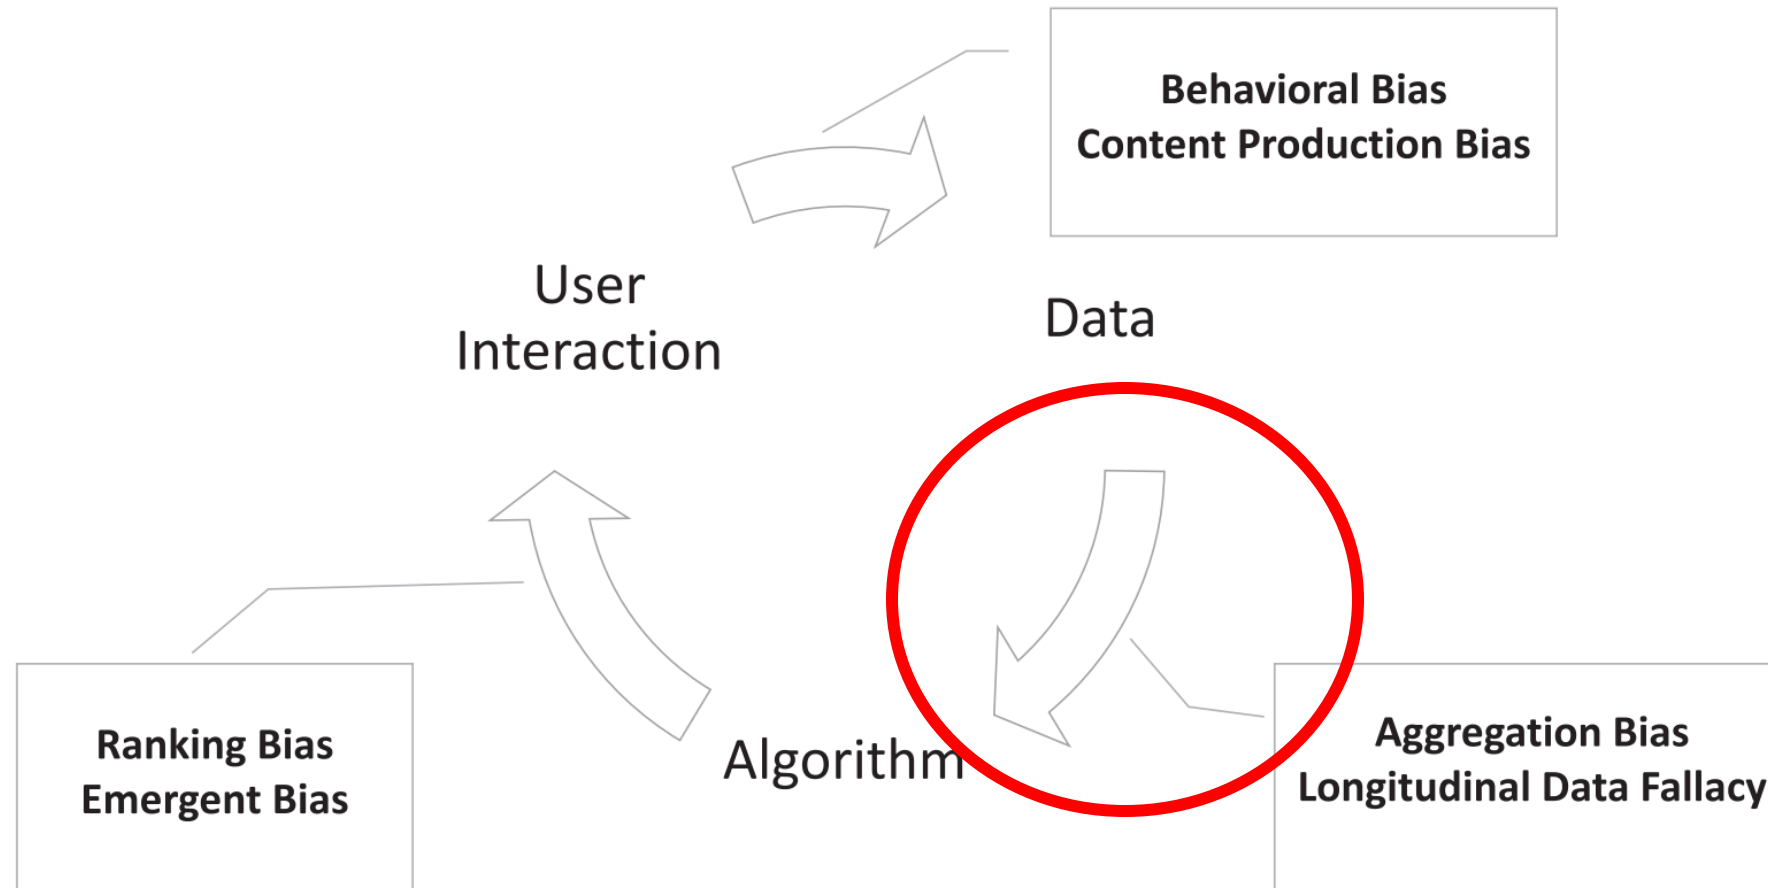 Behavioral Bias
Content Production Bias
User
Interaction
Data
Algorithm
Ranking Bias
Emergent Bias
Aggregation Bias
Longitudinal Data Fallacy